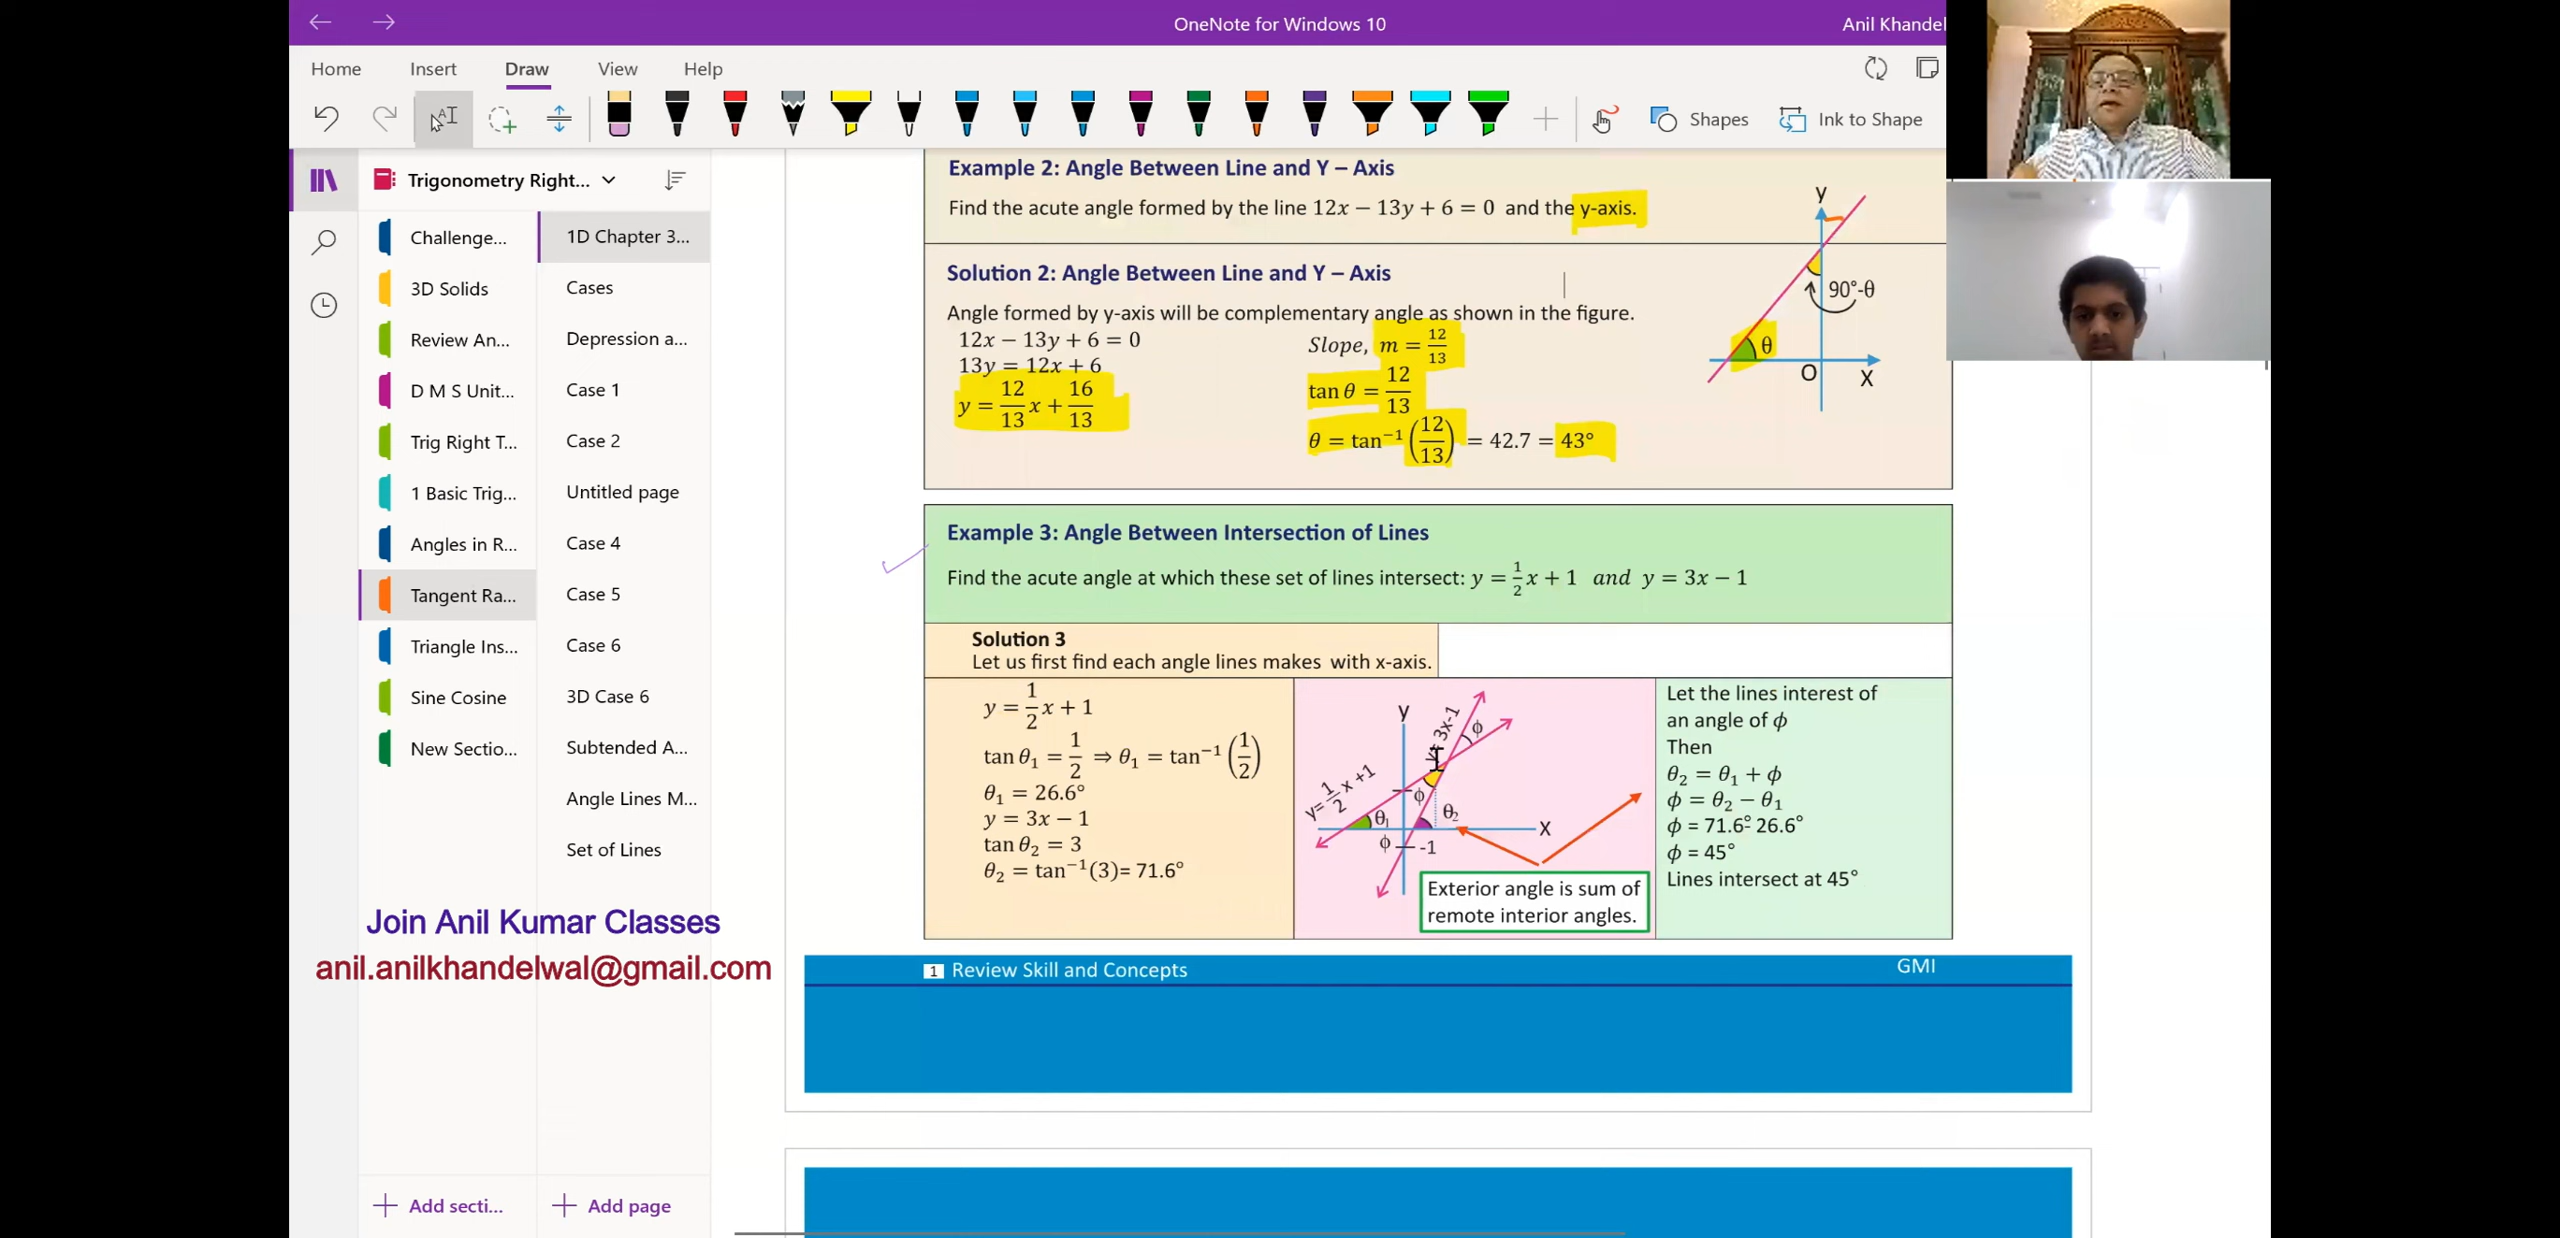 OneNote for Windows 10
Anil Khandel
Home Insert Draw View Help
Shapes Ink to Shape
Trigonometry Right...
Challenge...
3D Solids
Review An...
D M S Unit...
Trig Right T...
1 Basic Trig...
Angles in R...
Tangent Ra...
Triangle Ins...
Sine Cosine
New Sectio...
1D Chapter 3...
Cases
Depression a...
Case 1
Case 2
Untitled page
Case 4
Case 5
Case 6
3D Case 6
Subtended A...
Angle Lines M...
Set of Lines
Join Anil Kumar Classes
anil.anilkhandelwal@gmail.com
Add secti...
Add page
Example 2: Angle Between Line and Y – Axis
Find the acute angle formed by the line 12x − 13y + 6 = 0 and the y-axis.
Solution 2: Angle Between Line and Y – Axis
Angle formed by y-axis will be complementary angle as shown in the figure.
12x − 13y + 6 = 0
13y = 12x + 6
y = 12/13 x + 16/13
Slope, m = 12/13
tan θ = 12/13
θ = tan⁻¹ (12/13) = 42.7 = 43°
y
90°-θ
θ
O
X
Example 3: Angle Between Intersection of Lines
Find the acute angle at which these set of lines intersect: y = 1/2 x + 1 and y = 3x − 1
Solution 3
Let us first find each angle lines makes with x-axis.
y = 1/2 x + 1
tan θ₁ = 1/2 ⇒ θ₁ = tan⁻¹ (1/2)
θ₁ = 26.6°
y = 3x − 1
tan θ₂ = 3
θ₂ = tan⁻¹(3)= 71.6°
y
y= 3x-1
ϕ
y= 1/2 x +1
ϕ
θ₁
θ₂
X
ϕ
-1
Exterior angle is sum of
remote interior angles.
Let the lines interest of
an angle of ϕ
Then
θ₂ = θ₁ + ϕ
ϕ = θ₂ − θ₁
ϕ = 71.6°- 26.6°
ϕ = 45°
Lines intersect at 45°
1 Review Skill and Concepts
GMI